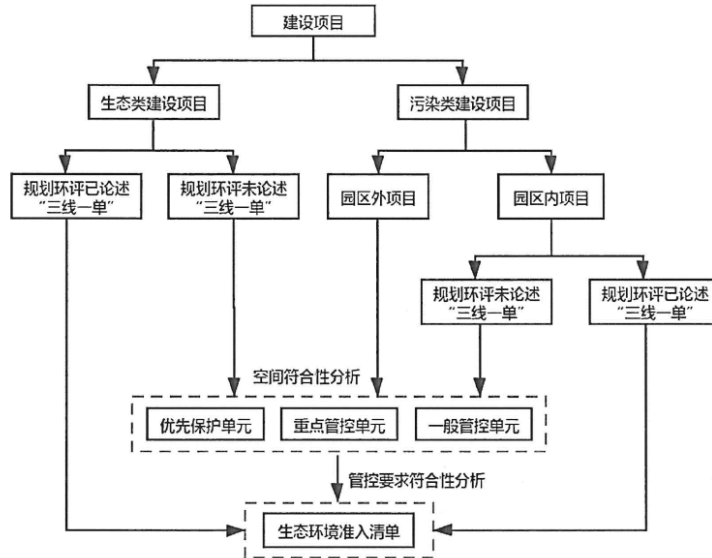 建设项目
生态类建设项目
污染类建设项目
规划环评已论述
“三线一单”
规划环评未论述
“三线一单”
园区外项目
园区内项目
规划环评未论述
“三线一单”
规划环评已论述
“三线一单”
空间符合性分析
优先保护单元
重点管控单元
一般管控单元
管控要求符合性分析
生态环境准入清单